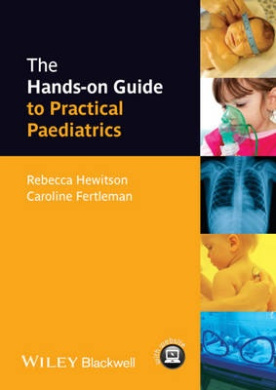 The
Hands-on Guide
to Practical
Paediatrics
Rebecca Hewitson
Caroline Fertleman
WILEY Blackwell